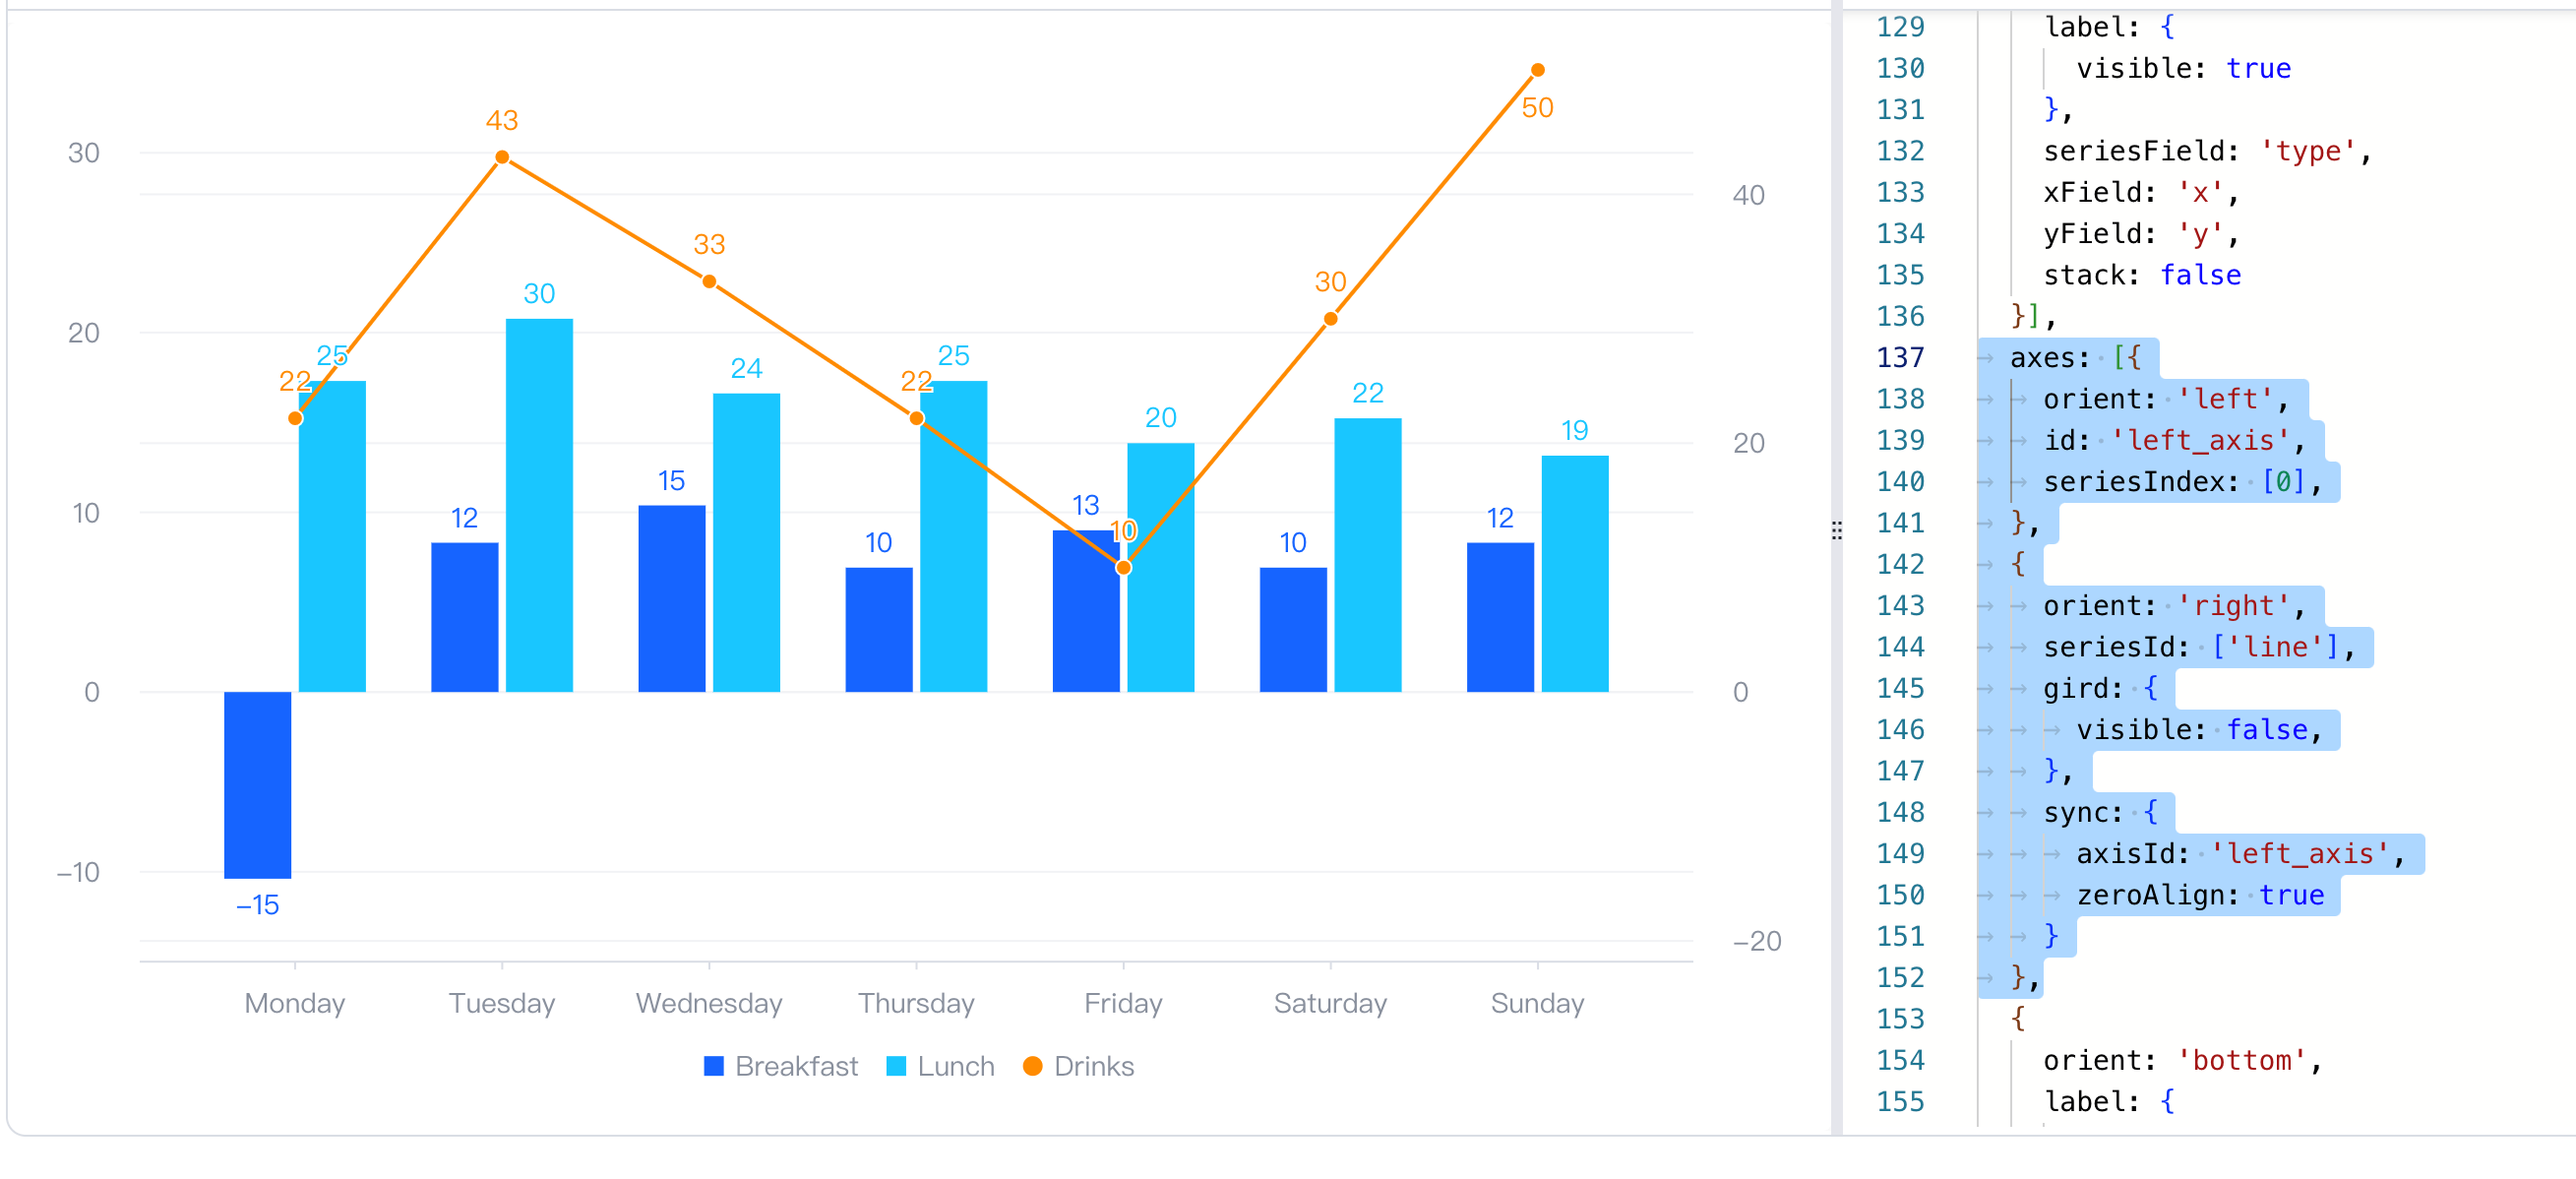 43
50
30
40
33
30
30
20
25
22
24
25
22
22
20
19
20
15
13
12
12
10
10
10
10
0
0
−10
−15
−20
Monday
Tuesday
Wednesday
Thursday
Friday
Saturday
Sunday
Breakfast
Lunch
Drinks
129 label: {
130 visible: true
131 },
132 seriesField: 'type',
133 xField: 'x',
134 yField: 'y',
135 stack: false
136 }],
137 axes: [{
138 orient: 'left',
139 id: 'left_axis',
140 seriesIndex: [0],
141 },
142 {
143 orient: 'right',
144 seriesId: ['line'],
145 gird: {
146 visible: false,
147 },
148 sync: {
149 axisId: 'left_axis',
150 zeroAlign: true
151 }
152 },
153 {
154 orient: 'bottom',
155 label: {